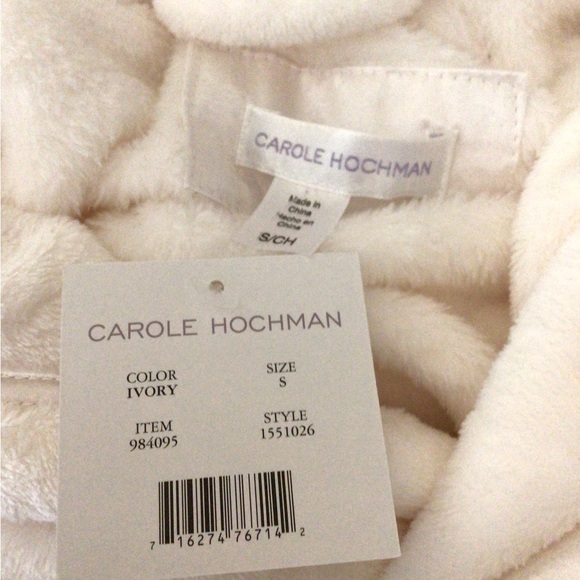 CAROLE HOCHMAN
Made in
China
Hecho en
China
S/CH
CAROLE HOCHMAN
COLOR
IVORY
SIZE
S
ITEM
984095
STYLE
1551026
7 16274 76714 2